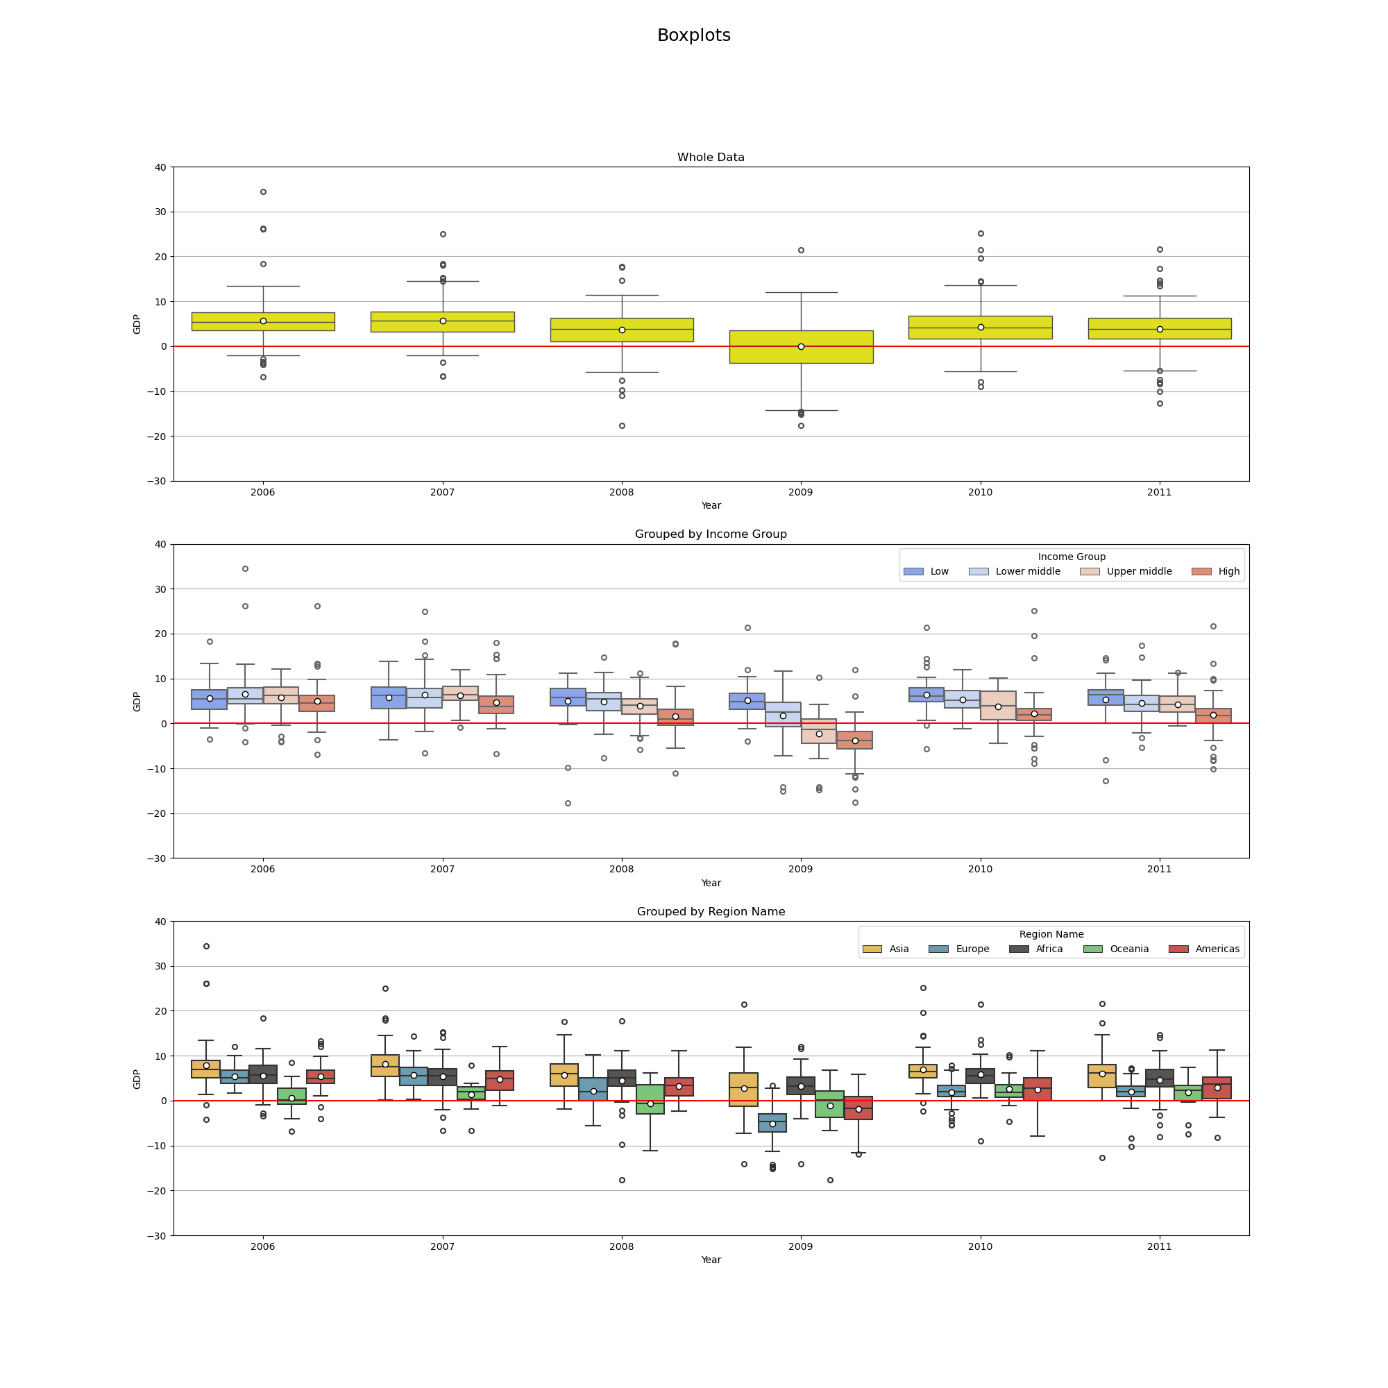 Boxplots
Whole Data
40
30
20
10
0
−10
−20
−30
GDP
2006 2007 2008 2009 2010 2011
Year
Grouped by Income Group
Income Group
Low Lower middle Upper middle High
40
30
20
10
0
−10
−20
−30
GDP
2006 2007 2008 2009 2010 2011
Year
Grouped by Region Name
Region Name
Asia Europe Africa Oceania Americas
40
30
20
10
0
−10
−20
−30
GDP
2006 2007 2008 2009 2010 2011
Year